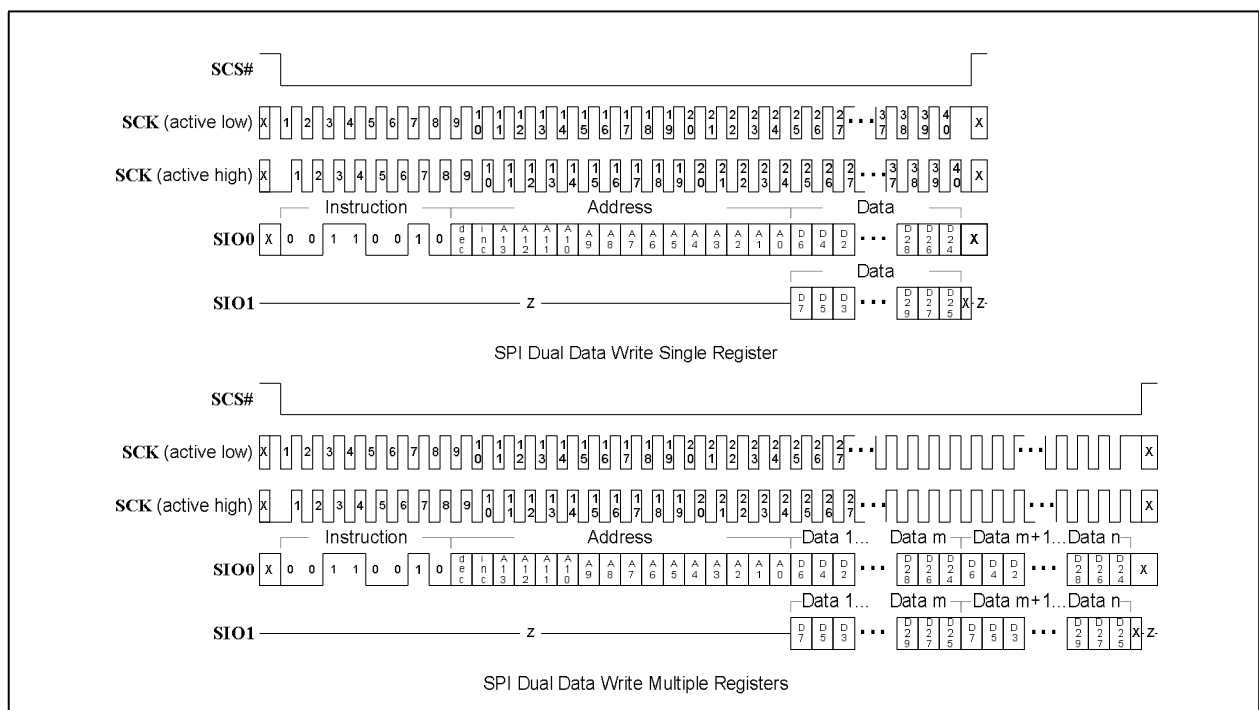 SCS#
SCK (active low) X 1 2 3 4 5 6 7 8 9 10 11 12 13 14 15 16 17 18 19 20 21 22 23 24 25 26 27 ... 37 38 39 40 X
SCK (active high) X 1 2 3 4 5 6 7 8 9 10 11 12 13 14 15 16 17 18 19 20 21 22 23 24 25 26 27 ... 37 38 39 40 X
Instruction Address Data
SIO0 X 0 0 1 1 0 0 1 0 dec inc A13 A12 A11 A10 A9 A8 A7 A6 A5 A4 A3 A2 A1 A0 D6 D4 D2 ... D28 D26 D24 X
Data
SIO1 Z D7 D5 D3 ... D29 D27 D25 X Z
SPI Dual Data Write Single Register
SCS#
SCK (active low) X 1 2 3 4 5 6 7 8 9 10 11 12 13 14 15 16 17 18 19 20 21 22 23 24 25 26 27 ... ... X
SCK (active high) X 1 2 3 4 5 6 7 8 9 10 11 12 13 14 15 16 17 18 19 20 21 22 23 24 25 26 27 ... ... X
Instruction Address Data 1... Data m Data m+1...Data n
SIO0 X 0 0 1 1 0 0 1 0 dec inc A13 A12 A11 A10 A9 A8 A7 A6 A5 A4 A3 A2 A1 A0 D6 D4 D2 ... D28 D26 D24 D6 D4 D2 ... D28 D26 D24 X
Data 1... Data m Data m+1...Data n
SIO1 Z D7 D5 D3 ... D29 D27 D25 D7 D5 D3 ... D29 D27 D25 X Z
SPI Dual Data Write Multiple Registers